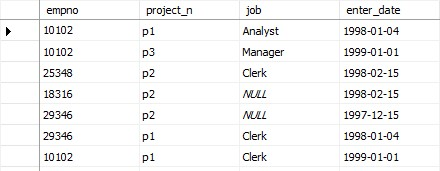 empno project_n job enter_date
10102 p1 Analyst 1998-01-04
10102 p3 Manager 1999-01-01
25348 p2 Clerk 1998-02-15
18316 p2 NULL 1998-02-15
29346 p2 NULL 1997-12-15
29346 p1 Clerk 1998-01-04
10102 p1 Clerk 1999-01-01